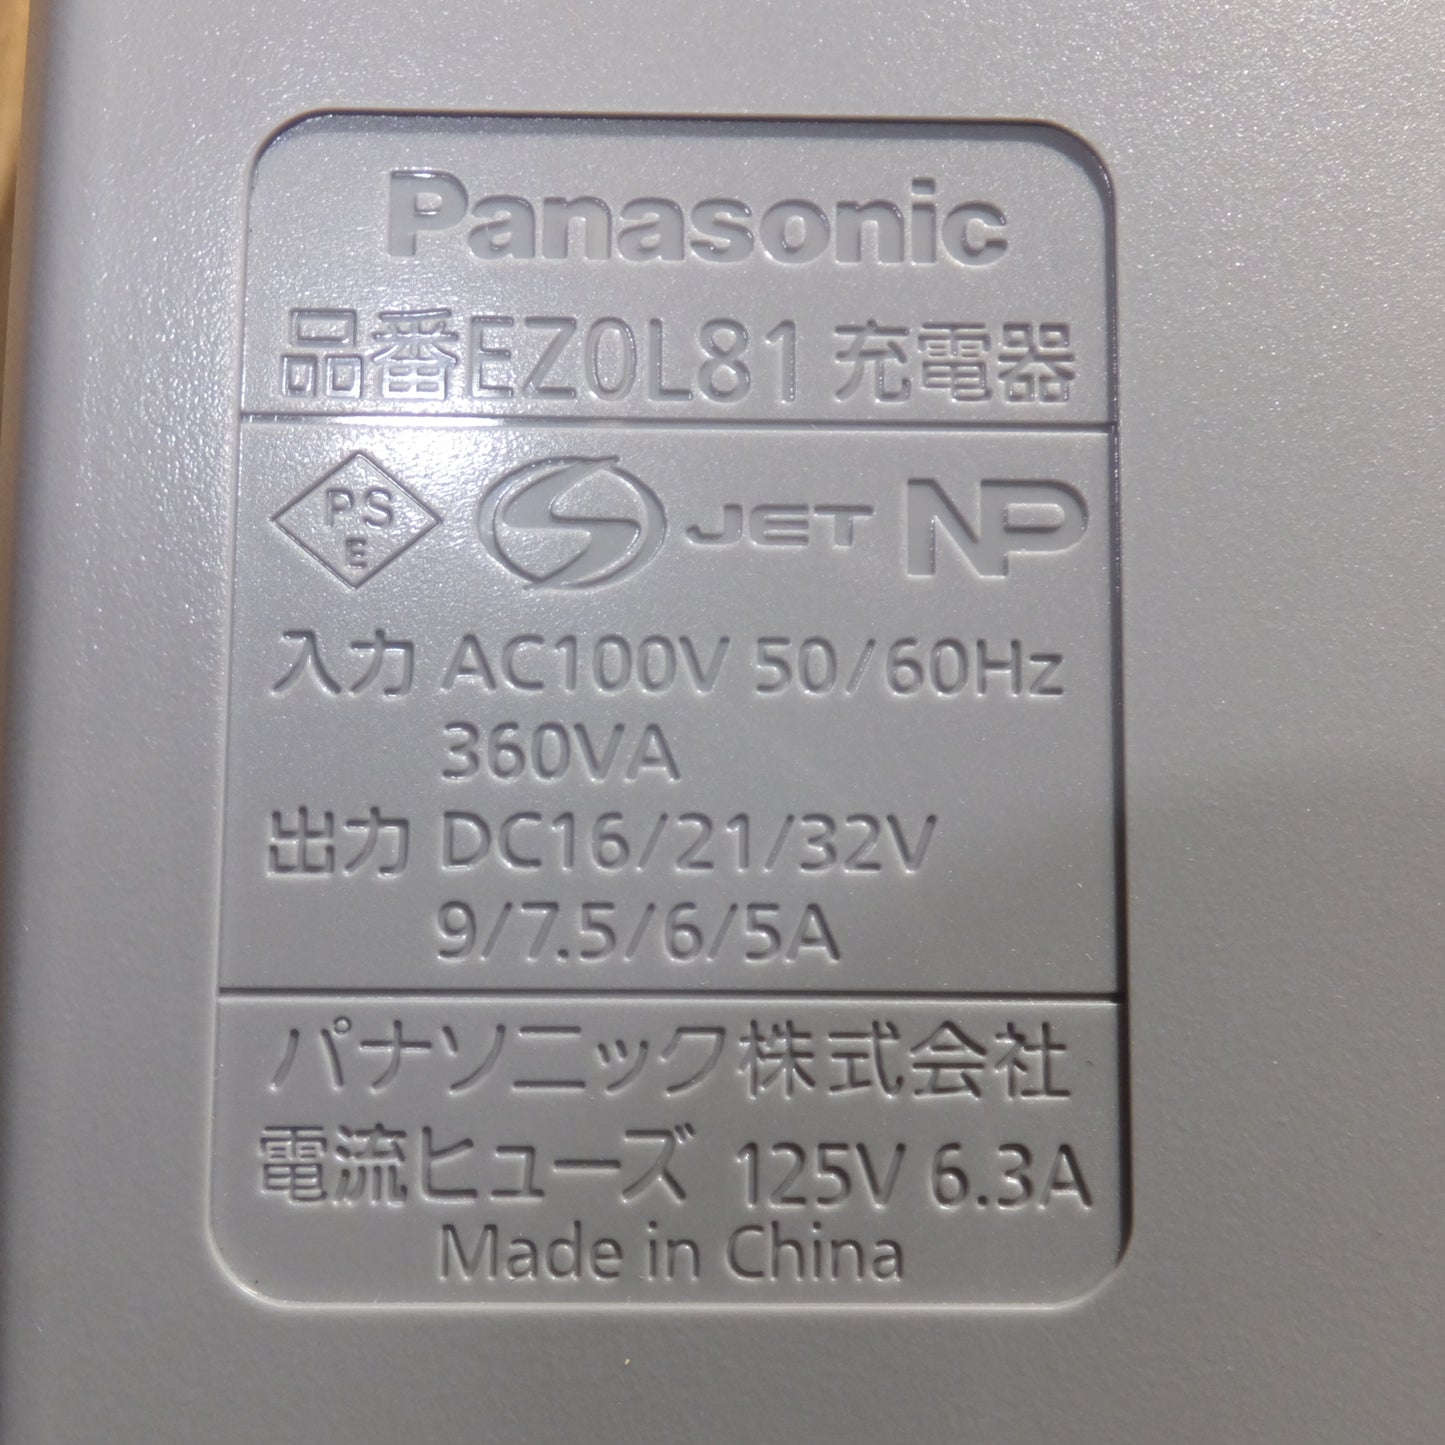 Panasonic
品番EZ0L81 充電器
PSE JET NP
入力 AC100V 50/60Hz
360VA
出力 DC16/21/32V
9/7.5/6/5A
パナソニック株式会社
電流ヒューズ 125V 6.3A
Made in China